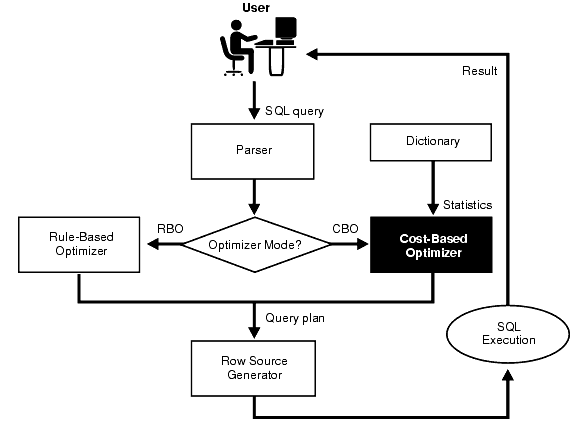 User
Result
SQL query
Parser
Dictionary
Statistics
RBO
CBO
Rule-Based
Optimizer
Optimizer Mode?
Cost-Based
Optimizer
Query plan
SQL
Execution
Row Source
Generator